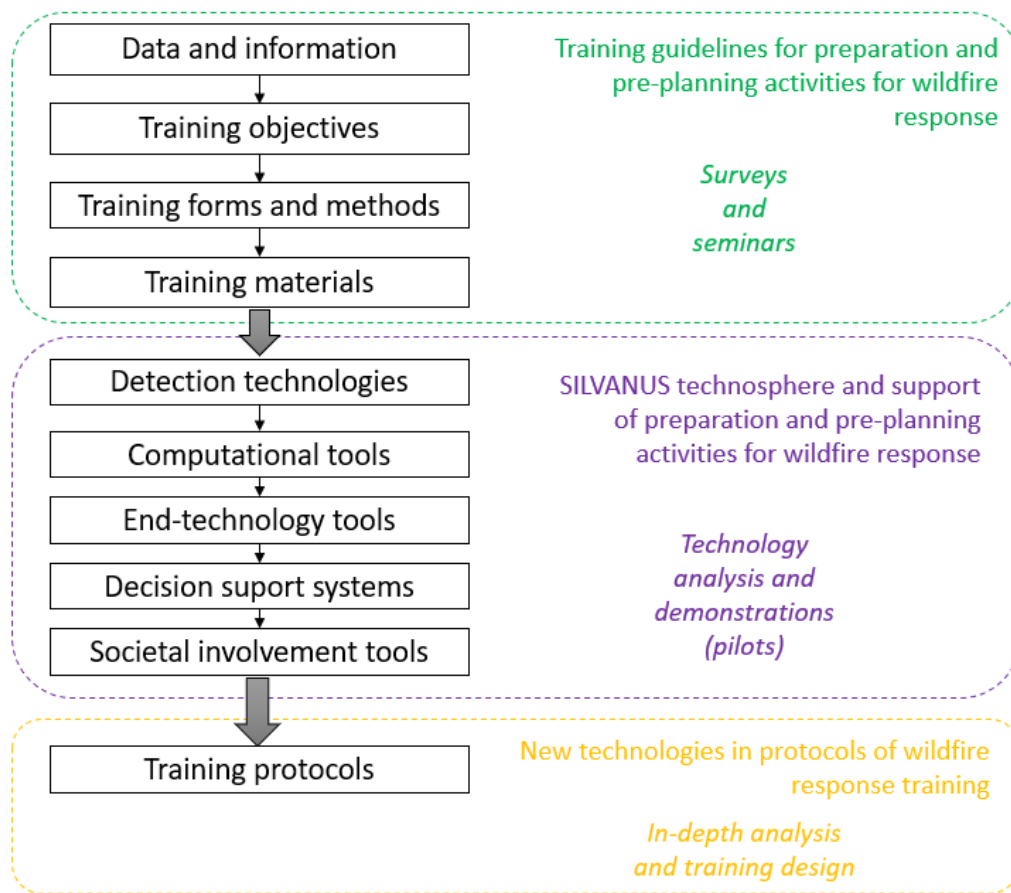 Data and information
Training objectives
Training forms and methods
Training materials
Training guidelines for preparation and
pre-planning activities for wildfire
response
Surveys
and
seminars
Detection technologies
Computational tools
End-technology tools
Decision suport systems
Societal involvement tools
SILVANUS technosphere and support
of preparation and pre-planning
activities for wildfire response
Technology
analysis and
demonstrations
(pilots)
Training protocols
New technologies in protocols of wildfire
response training
In-depth analysis
and training design